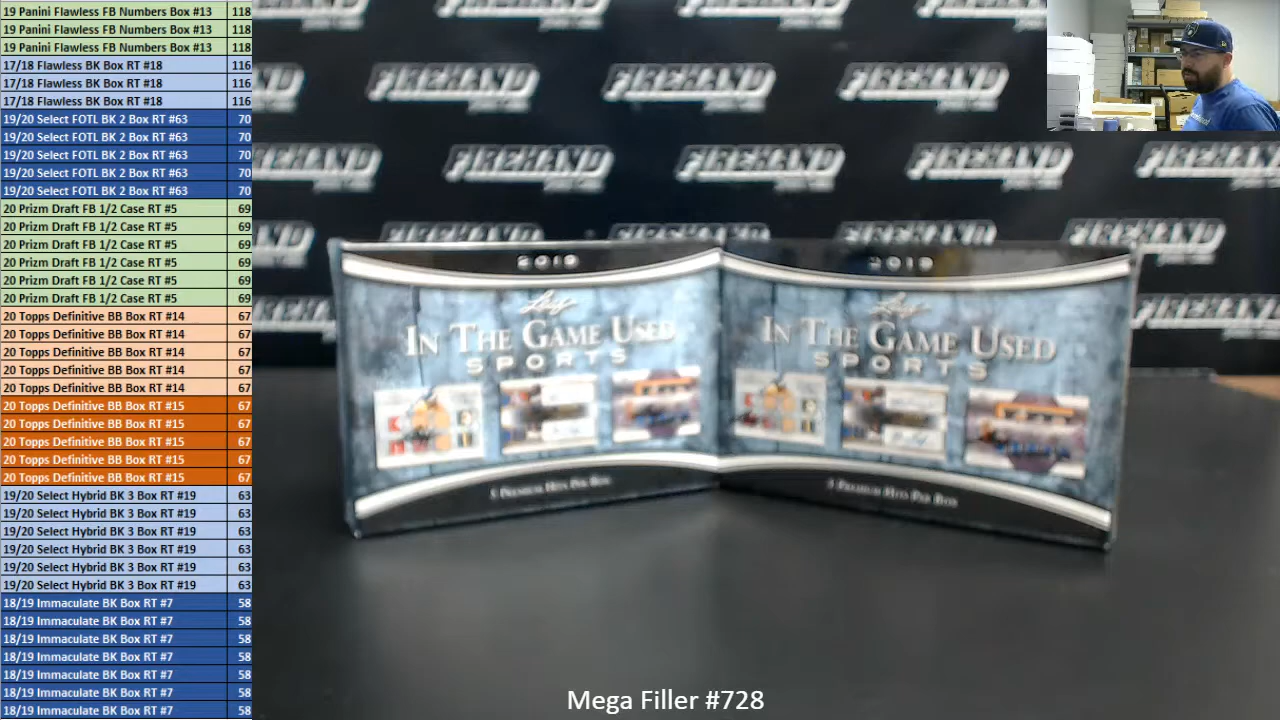 19 Panini Flawless FB Numbers Box #13 118
19 Panini Flawless FB Numbers Box #13 118
19 Panini Flawless FB Numbers Box #13 118
17/18 Flawless BK Box RT #18 116
17/18 Flawless BK Box RT #18 116
17/18 Flawless BK Box RT #18 116
19/20 Select FOTL BK 2 Box RT #63 70
19/20 Select FOTL BK 2 Box RT #63 70
19/20 Select FOTL BK 2 Box RT #63 70
19/20 Select FOTL BK 2 Box RT #63 70
19/20 Select FOTL BK 2 Box RT #63 70
20 Prizm Draft FB 1/2 Case RT #5 69
20 Prizm Draft FB 1/2 Case RT #5 69
20 Prizm Draft FB 1/2 Case RT #5 69
20 Prizm Draft FB 1/2 Case RT #5 69
20 Prizm Draft FB 1/2 Case RT #5 69
20 Prizm Draft FB 1/2 Case RT #5 69
20 Topps Definitive BB Box RT #14 67
20 Topps Definitive BB Box RT #14 67
20 Topps Definitive BB Box RT #14 67
20 Topps Definitive BB Box RT #14 67
20 Topps Definitive BB Box RT #14 67
20 Topps Definitive BB Box RT #15 67
20 Topps Definitive BB Box RT #15 67
20 Topps Definitive BB Box RT #15 67
20 Topps Definitive BB Box RT #15 67
20 Topps Definitive BB Box RT #15 67
19/20 Select Hybrid BK 3 Box RT #19 63
19/20 Select Hybrid BK 3 Box RT #19 63
19/20 Select Hybrid BK 3 Box RT #19 63
19/20 Select Hybrid BK 3 Box RT #19 63
19/20 Select Hybrid BK 3 Box RT #19 63
19/20 Select Hybrid BK 3 Box RT #19 63
18/19 Immaculate BK Box RT #7 58
18/19 Immaculate BK Box RT #7 58
18/19 Immaculate BK Box RT #7 58
18/19 Immaculate BK Box RT #7 58
18/19 Immaculate BK Box RT #7 58
18/19 Immaculate BK Box RT #7 58
18/19 Immaculate BK Box RT #7 58
FIREHAND FIREHAND FIREHAND
FIREHAND FIREHAND FIREHAND FIREHAND
2019
Leaf
IN THE GAME USED
SPORTS
5 PREMIUM HITS PER BOX
2019
Leaf
IN THE GAME USED
SPORTS
5 PREMIUM HITS PER BOX
Mega Filler #728